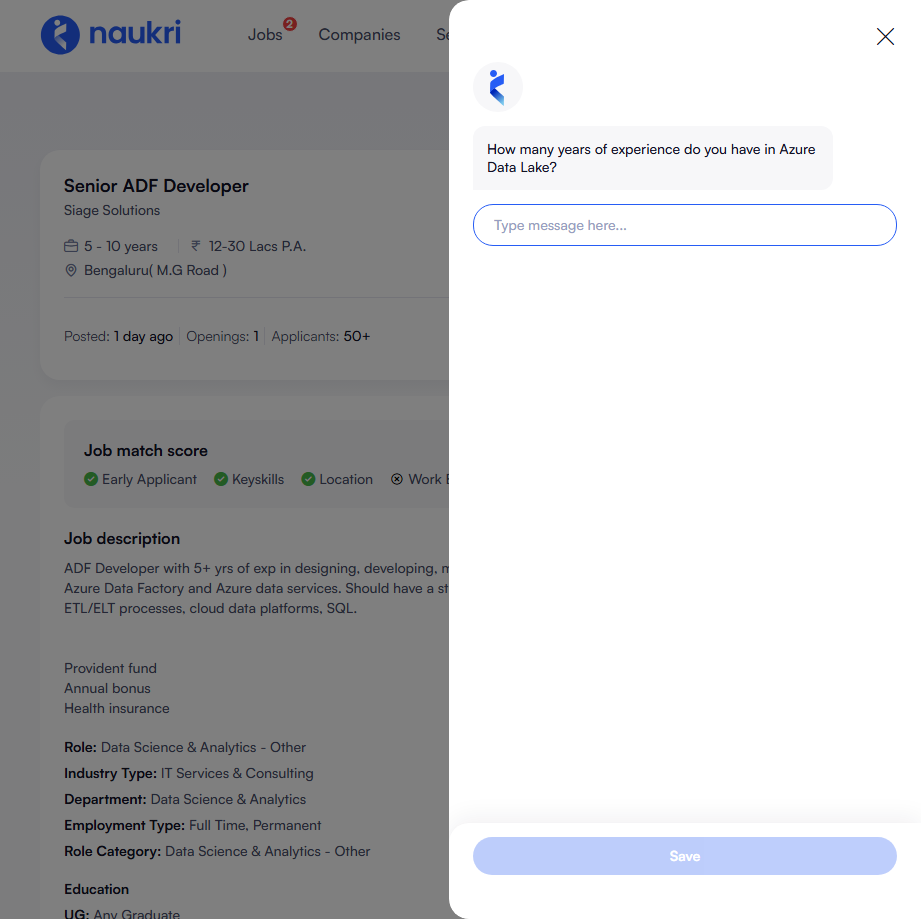 naukri
Jobs 2 Companies
How many years of experience do you have in Azure
Data Lake?
Type message here...
Save
Senior ADF Developer
Siage Solutions
5 - 10 years ₹ 12-30 Lacs P.A.
Bengaluru( M.G Road )
Posted: 1 day ago Openings: 1 Applicants: 50+
Job match score
Early Applicant Keyskills Location Work
Job description
ADF Developer with 5+ yrs of exp in designing, developing,
Azure Data Factory and Azure data services. Should have a
ETL/ELT processes, cloud data platforms, SQL.
Provident fund
Annual bonus
Health insurance
Role: Data Science & Analytics - Other
Industry Type: IT Services & Consulting
Department: Data Science & Analytics
Employment Type: Full Time, Permanent
Role Category: Data Science & Analytics - Other
Education
UG: Any Graduate